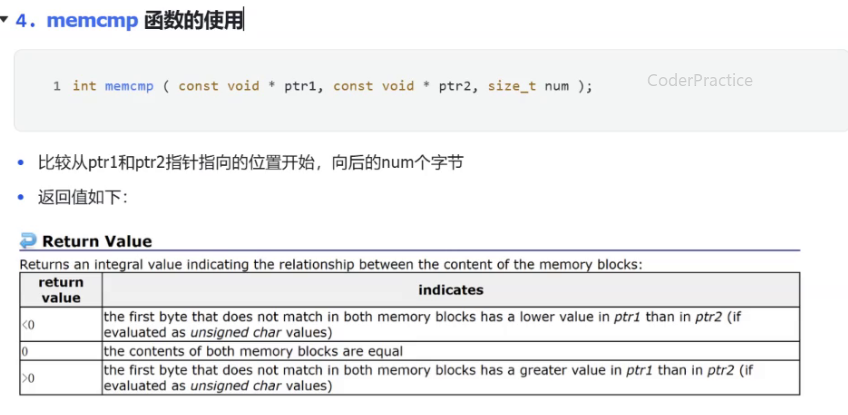 4. memcmp 函数的使用
CoderPractice
1 int memcmp ( const void * ptr1, const void * ptr2, size_t num );
比较从ptr1和ptr2指针指向的位置开始，向后的num个字节
返回值如下：
Return Value
Returns an integral value indicating the relationship between the content of the memory blocks:
return value indicates
<0 the first byte that does not match in both memory blocks has a lower value in ptr1 than in ptr2 (if
evaluated as unsigned char values)
0 the contents of both memory blocks are equal
>0 the first byte that does not match in both memory blocks has a greater value in ptr1 than in ptr2 (if
evaluated as unsigned char values)